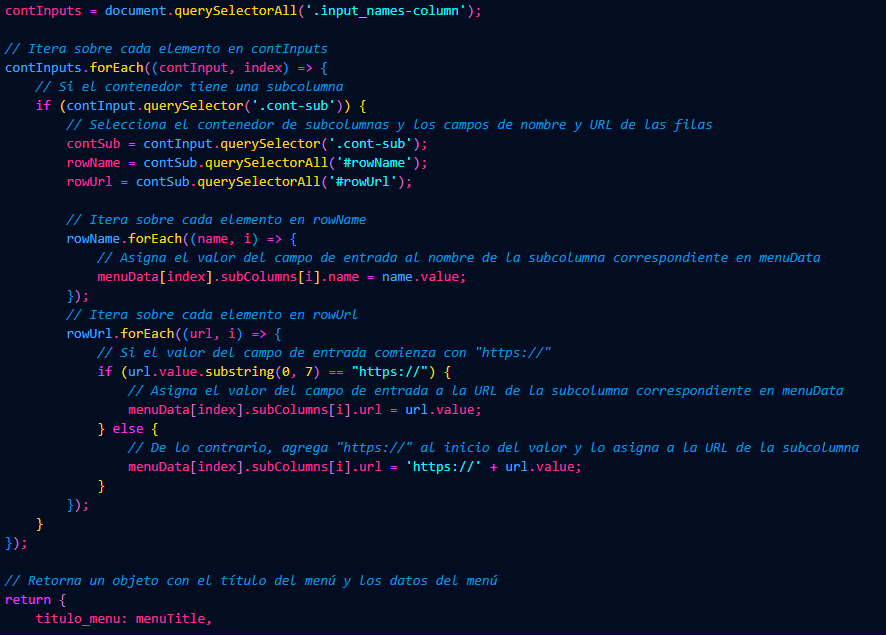 contInputs = document.querySelectorAll('.input_names-column');
// Itera sobre cada elemento en contInputs
contInputs.forEach((contInput, index) => {
// Si el contenedor tiene una subcolumna
if (contInput.querySelector('.cont-sub')) {
// Selecciona el contenedor de subcolumnas y los campos de nombre y URL de las filas
contSub = contInput.querySelector('.cont-sub');
rowName = contSub.querySelectorAll('#rowName');
rowUrl = contSub.querySelectorAll('#rowUrl');
// Itera sobre cada elemento en rowName
rowName.forEach((name, i) => {
// Asigna el valor del campo de entrada al nombre de la subcolumna correspondiente en menuData
menuData[index].subColumns[i].name = name.value;
});
// Itera sobre cada elemento en rowUrl
rowUrl.forEach((url, i) => {
// Si el valor del campo de entrada comienza con "https://"
if (url.value.substring(0, 7) == "https://") {
// Asigna el valor del campo de entrada a la URL de la subcolumna correspondiente en menuData
menuData[index].subColumns[i].url = url.value;
} else {
// De lo contrario, agrega "https://" al inicio del valor y lo asigna a la URL de la subcolumna
menuData[index].subColumns[i].url = 'https://' + url.value;
}
});
}
});
// Retorna un objeto con el título del menú y los datos del menú
return {
titulo_menu: menuTitle,